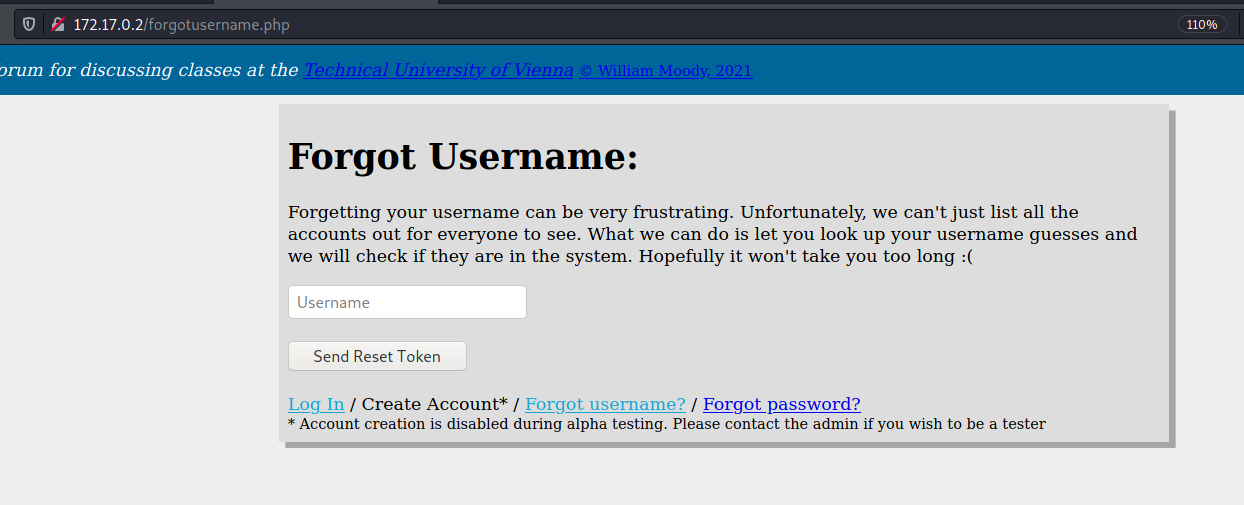 172.17.0.2/forgotusername.php
110%
forum for discussing classes at the Technical University of Vienna © William Moody, 2021
Forgot Username:
Forgetting your username can be very frustrating. Unfortunately, we can't just list all the
accounts out for everyone to see. What we can do is let you look up your username guesses and
we will check if they are in the system. Hopefully it won't take you too long :(
Username
Send Reset Token
Log In / Create Account* / Forgot username? / Forgot password?
* Account creation is disabled during alpha testing. Please contact the admin if you wish to be a tester